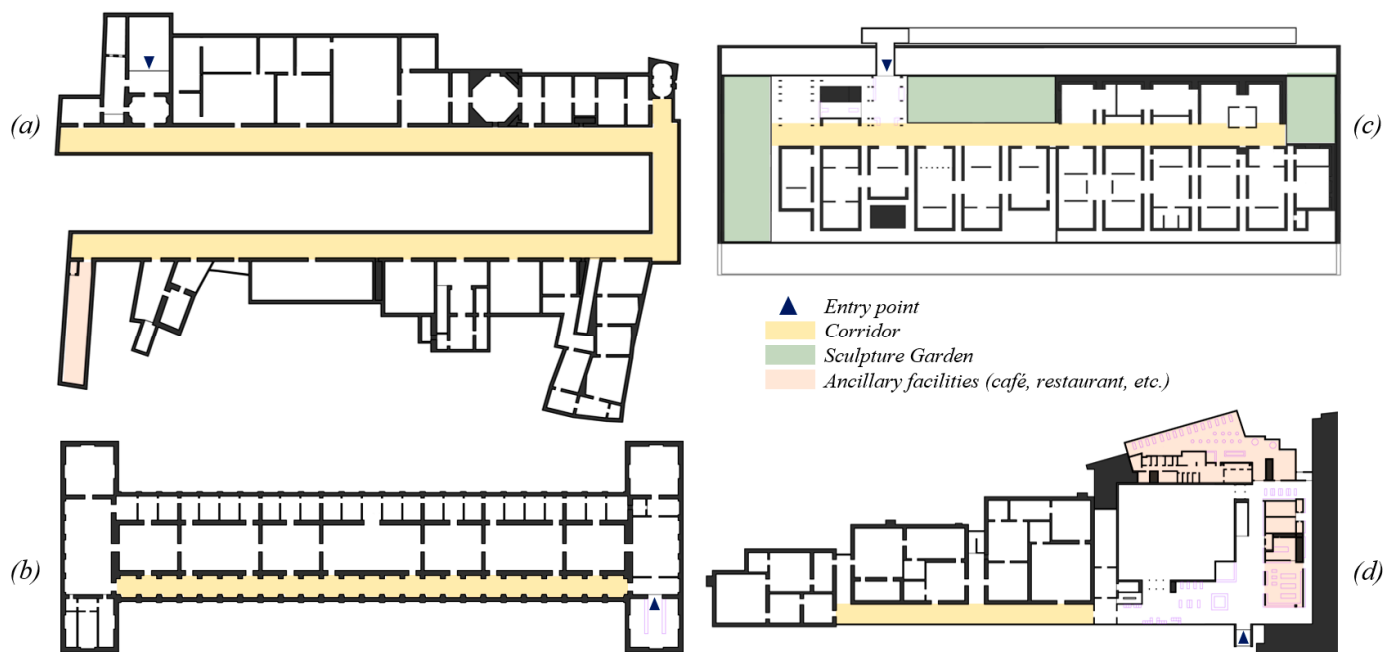 (a)
(c)
Entry point
Corridor
Sculpture Garden
Ancillary facilities (café, restaurant, etc.)
(b)
(d)